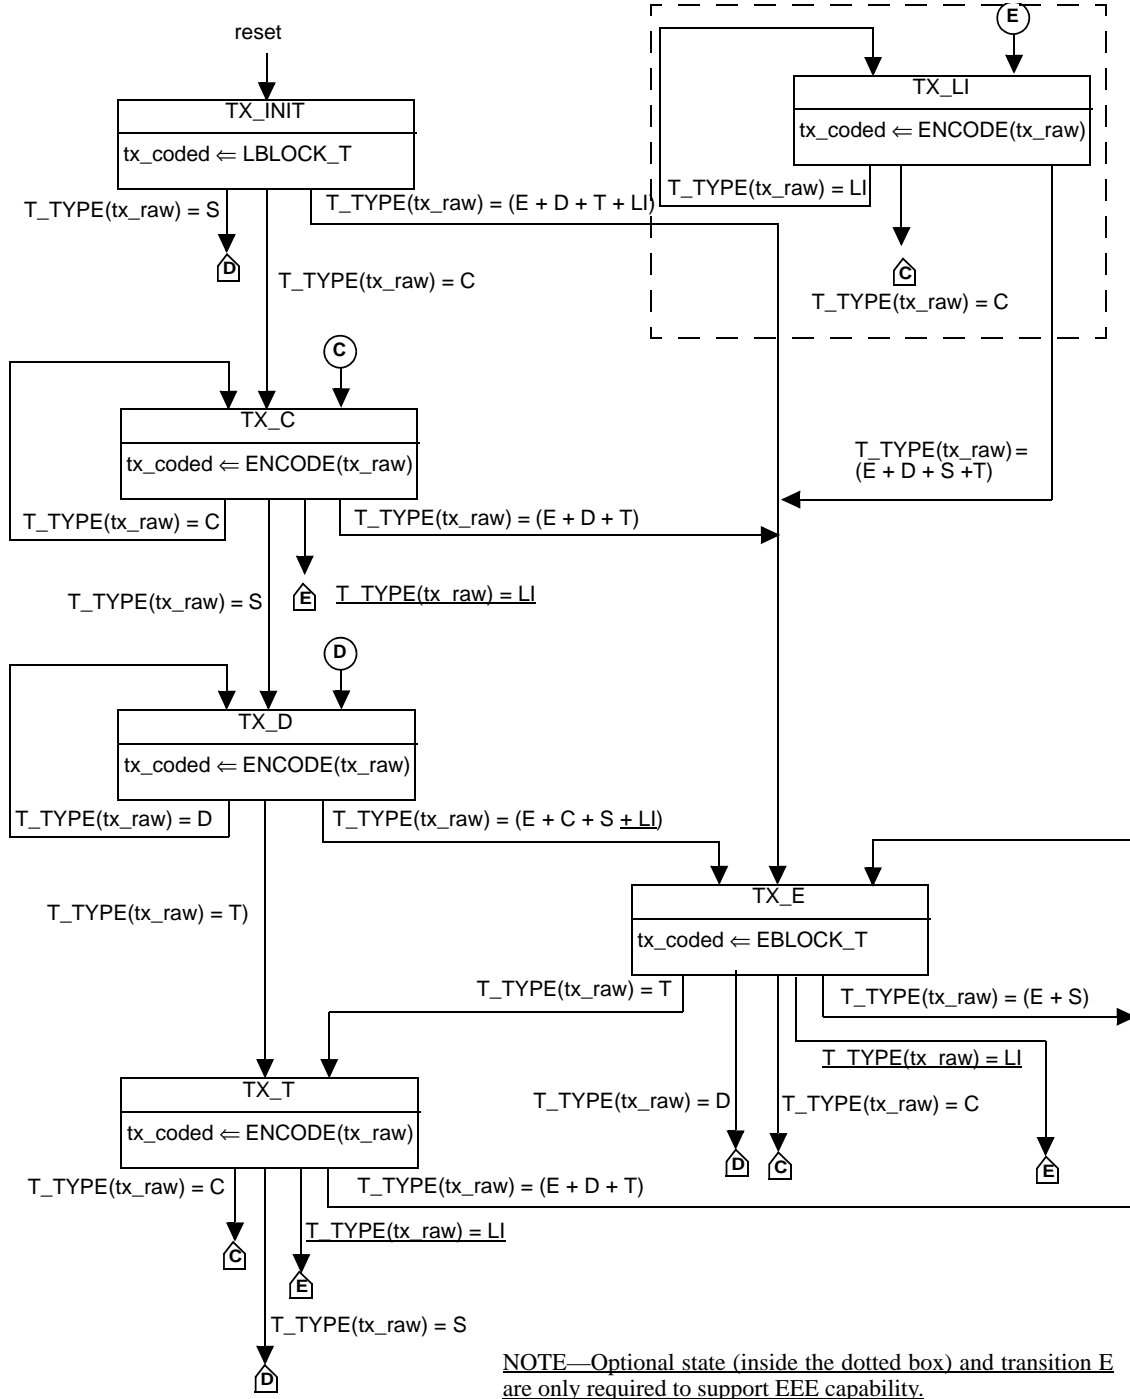 reset
TX_INIT
tx_coded ⇐ LBLOCK_T
T_TYPE(tx_raw) = S
D
T_TYPE(tx_raw) = (E + D + T + LI)
T_TYPE(tx_raw) = C
E
TX_LI
tx_coded ⇐ ENCODE(tx_raw)
T_TYPE(tx_raw) = LI
C
T_TYPE(tx_raw) = C
T_TYPE(tx_raw) =
(E + D + S +T)
C
TX_C
tx_coded ⇐ ENCODE(tx_raw)
T_TYPE(tx_raw) = C
T_TYPE(tx_raw) = (E + D + T)
T_TYPE(tx_raw) = S
E
T_TYPE(tx_raw) = LI
D
TX_D
tx_coded ⇐ ENCODE(tx_raw)
T_TYPE(tx_raw) = D
T_TYPE(tx_raw) = (E + C + S + LI)
T_TYPE(tx_raw) = T)
TX_E
tx_coded ⇐ EBLOCK_T
T_TYPE(tx_raw) = T
T_TYPE(tx_raw) = (E + S)
T_TYPE(tx_raw) = LI
T_TYPE(tx_raw) = D
T_TYPE(tx_raw) = C
D
C
E
TX_T
tx_coded ⇐ ENCODE(tx_raw)
T_TYPE(tx_raw) = C
T_TYPE(tx_raw) = (E + D + T)
T_TYPE(tx_raw) = LI
C
E
T_TYPE(tx_raw) = S
D
NOTE—Optional state (inside the dotted box) and transition E
are only required to support EEE capability.